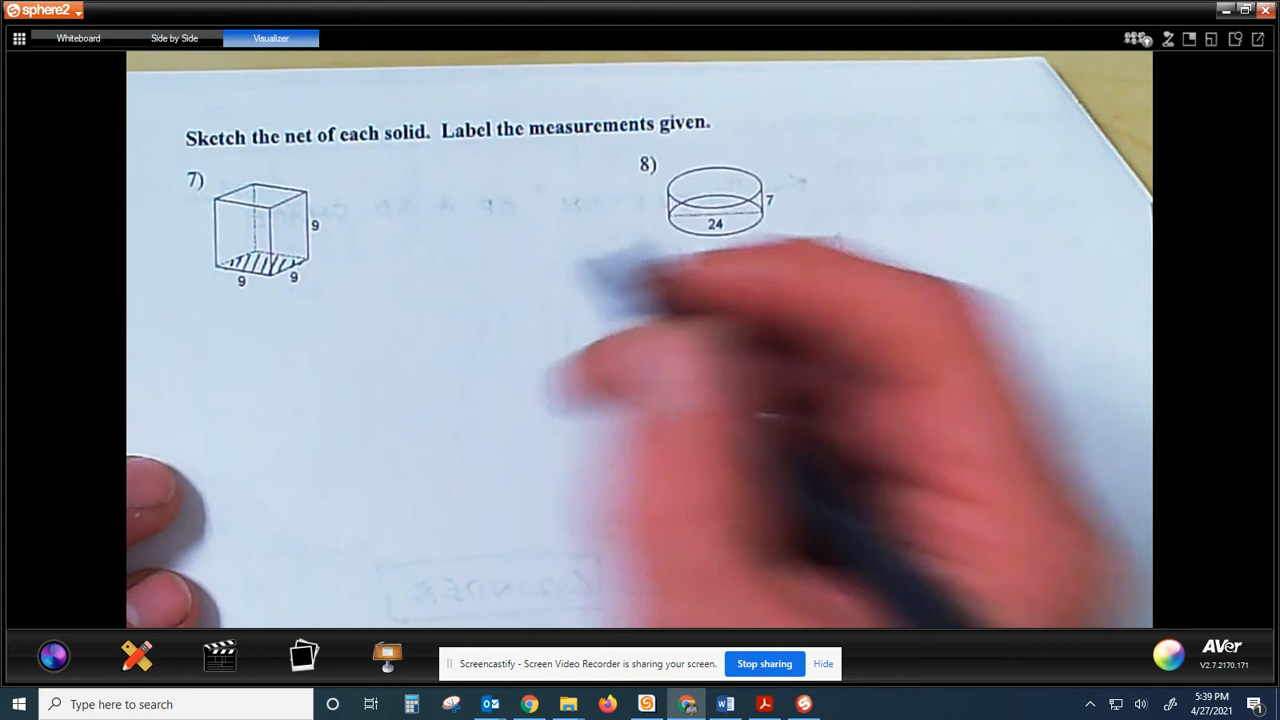 sphere2
Whiteboard
Side by Side
Visualizer
Sketch the net of each solid. Label the measurements given.
7)
9
9
9
8)
7
24
Screencastify - Screen Video Recorder is sharing your screen.
Stop sharing
Hide
AVer
V2.7.2170.171
Type here to search
5:39 PM
4/27/2021
1